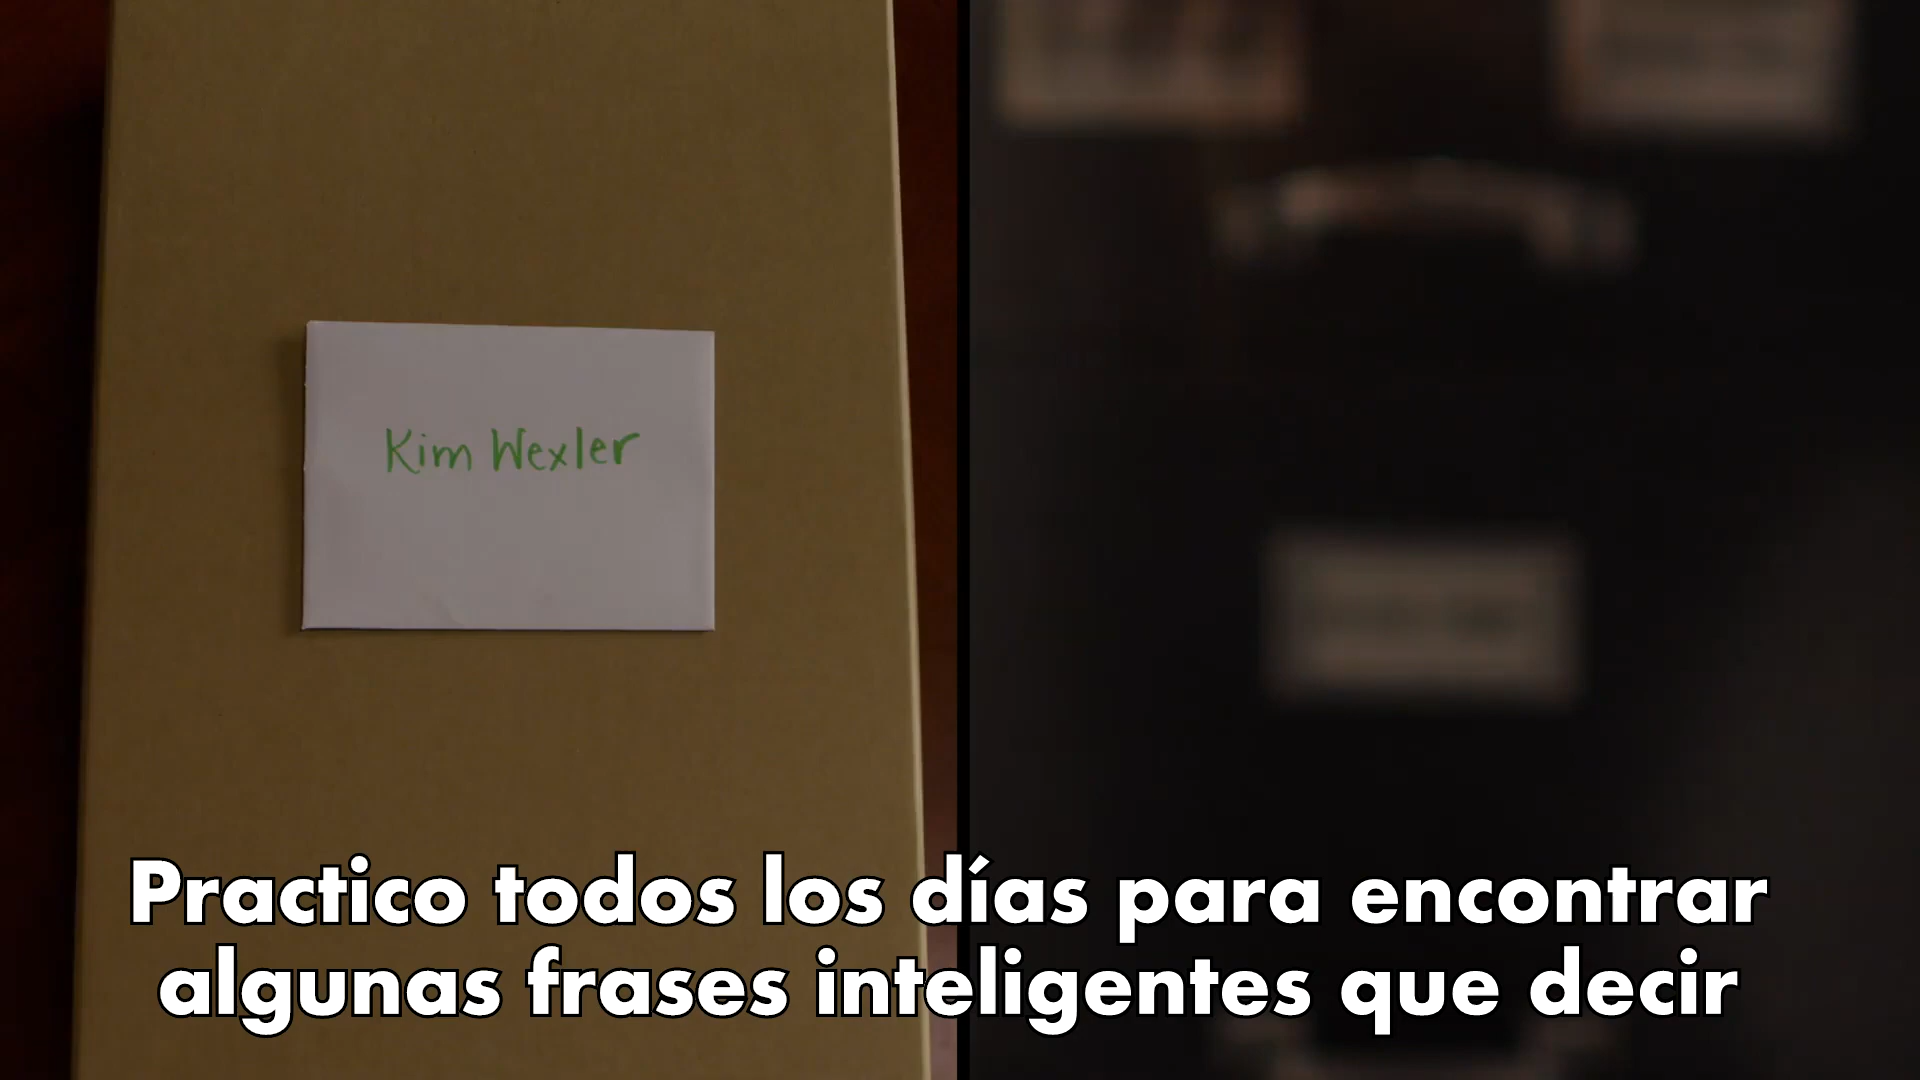 Kim Wexler
Practico todos los días para encontrar
algunas frases inteligentes que decir